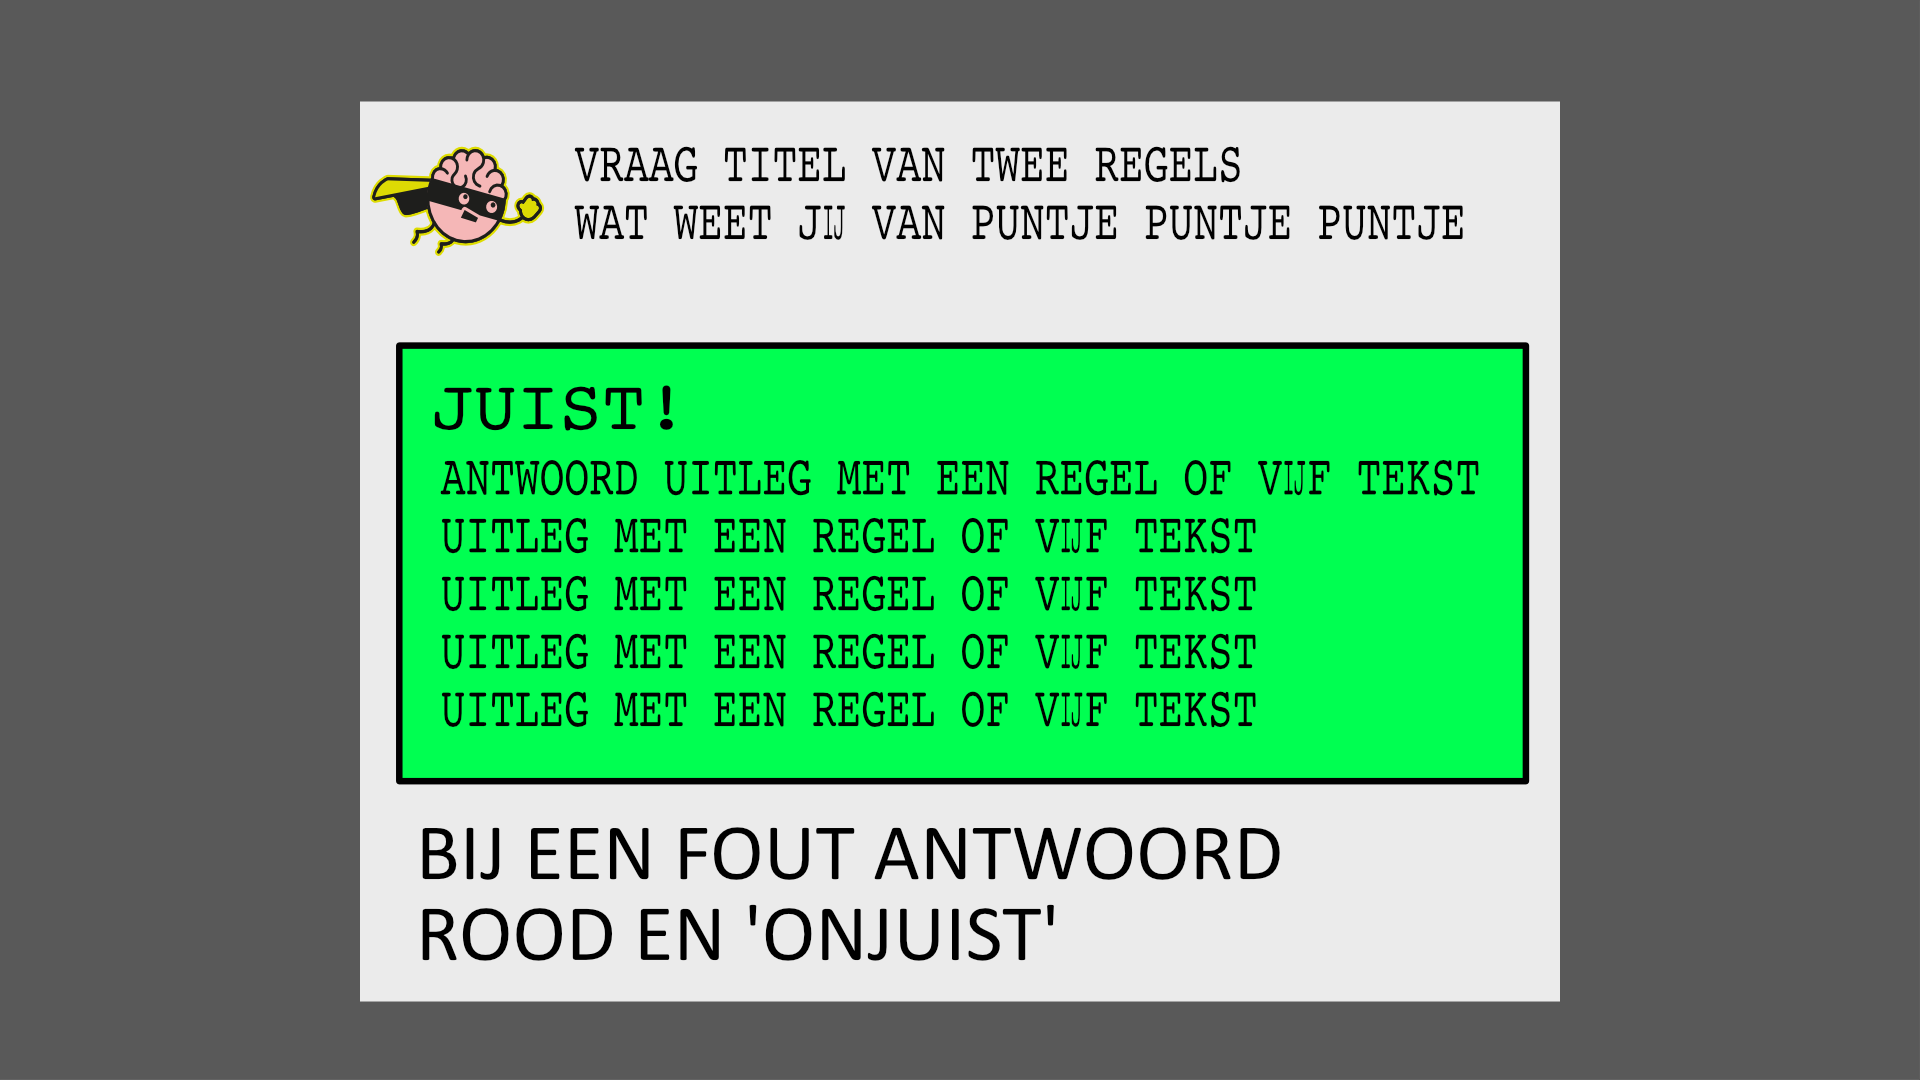 VRAAG TITEL VAN TWEE REGELS
WAT WEET JIJ VAN PUNTJE PUNTJE PUNTJE
JUIST!
ANTWOORD UITLEG MET EEN REGEL OF VIJF TEKST
UITLEG MET EEN REGEL OF VIJF TEKST
UITLEG MET EEN REGEL OF VIJF TEKST
UITLEG MET EEN REGEL OF VIJF TEKST
UITLEG MET EEN REGEL OF VIJF TEKST
BIJ EEN FOUT ANTWOORD
ROOD EN 'ONJUIST'